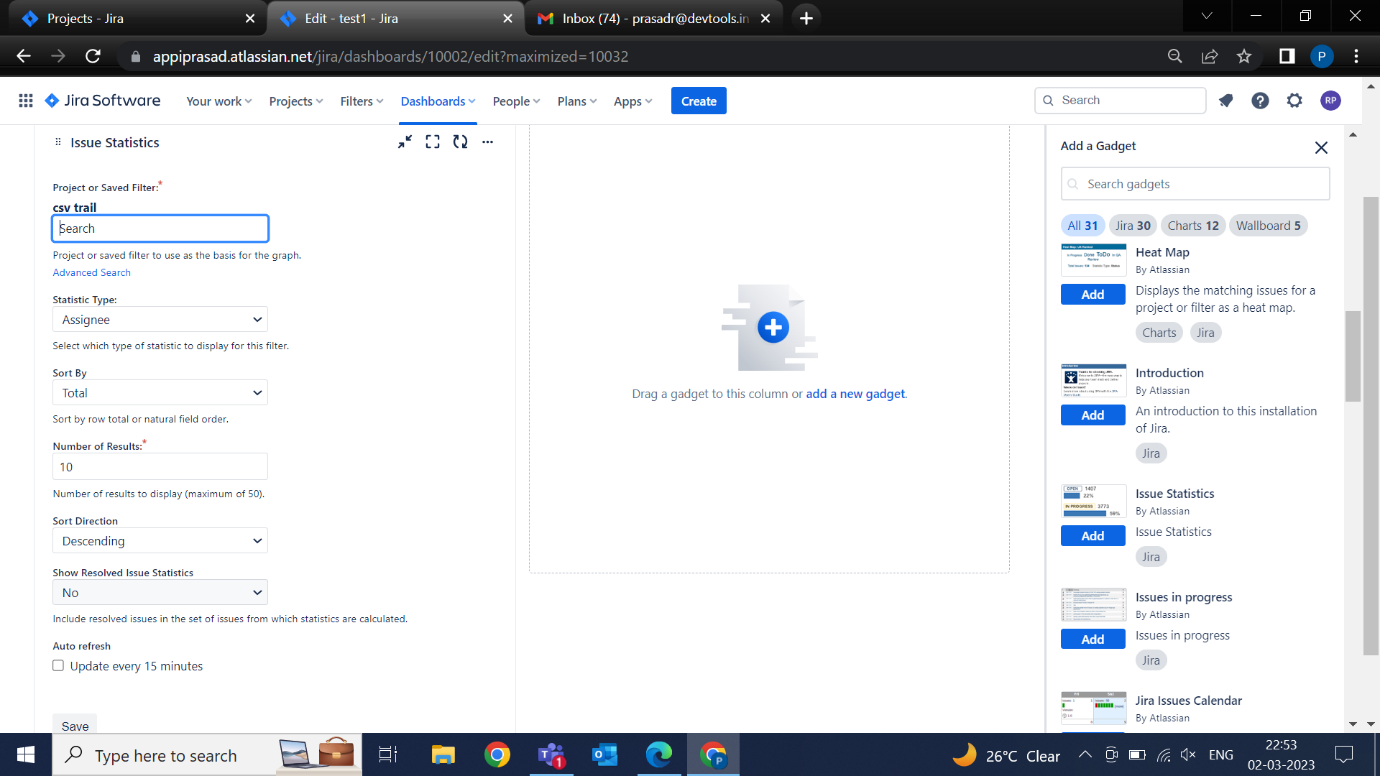 Projects - Jira
Edit - test1 - Jira
Inbox (74) - prasadr@devtools.in
appiprasad.atlassian.net/jira/dashboards/10002/edit?maximized=10032
P
Jira Software
Your work
Projects
Filters
Dashboards
People
Plans
Apps
Create
Search
RP
Issue Statistics
Project or Saved Filter:*
csv trail
Search
Project or saved filter to use as the basis for the graph.
Advanced Search
Statistic Type:
Assignee
Select which type of statistic to display for this filter.
Sort By
Total
Sort by row total or natural field order.
Number of Results:*
10
Number of results to display (maximum of 50).
Sort Direction
Descending
Show Resolved Issue Statistics
No
Include resolved issues in the set of issues from which statistics are calculated.
Auto refresh
Update every 15 minutes
Save
Drag a gadget to this column or add a new gadget.
Add a Gadget
Search gadgets
All 31
Jira 30
Charts 12
Wallboard 5
Heat Map
By Atlassian
Add
Displays the matching issues for a
project or filter as a heat map.
Charts
Jira
Introduction
By Atlassian
Add
An introduction to this installation
of Jira.
Jira
OPEN 1407
22%
IN PROGRESS 3773
Issue Statistics
By Atlassian
Add
Issue Statistics
Jira
Issues in progress
By Atlassian
Add
Issues in progress
Jira
Jira Issues Calendar
By Atlassian
Type here to search
1
P
26°C Clear
ENG
22:53
02-03-2023